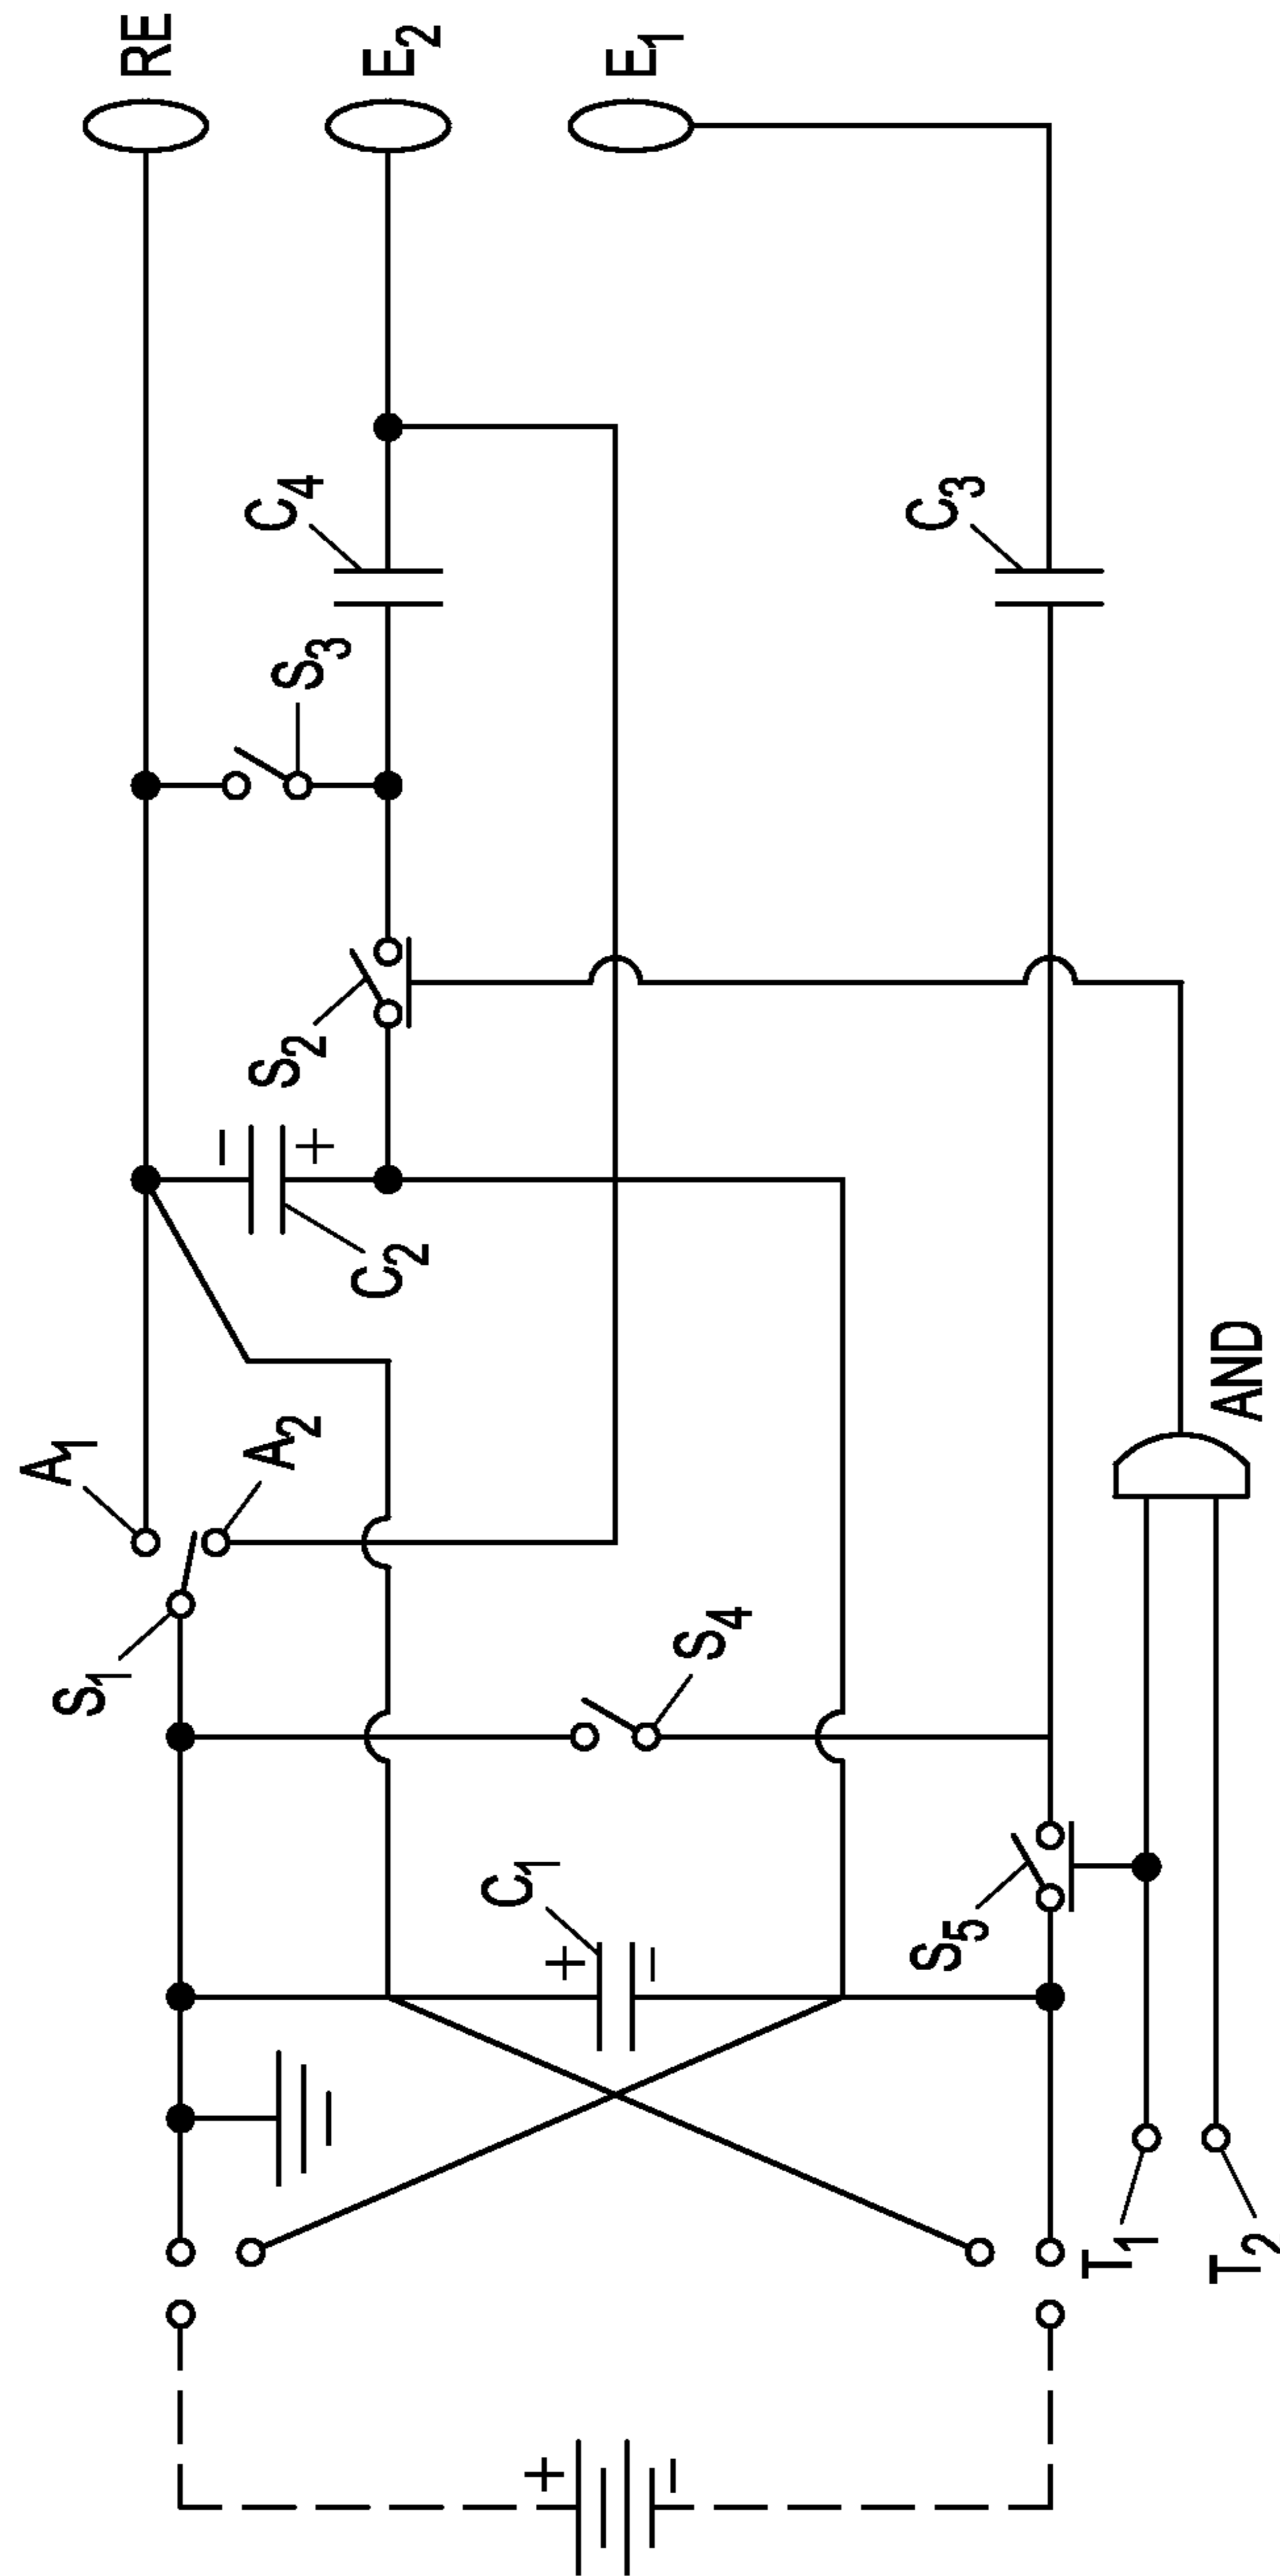 RE
E2
E1
C4
C3
S3
S2
−
+
C2
A1
A2
AND
S1
S4
C1
+
−
S5
T1
T2
+
−